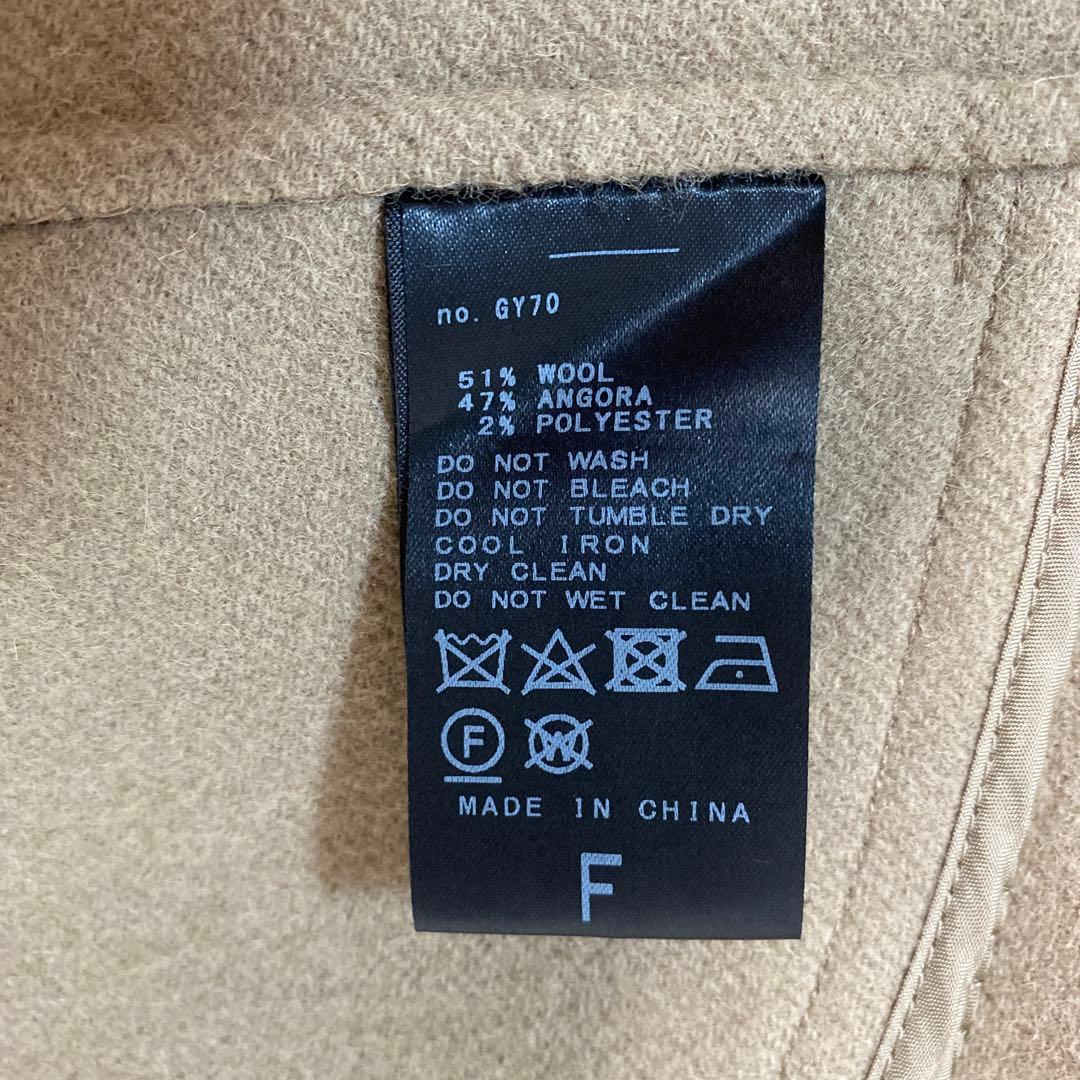 no. GY70
51% WOOL
47% ANGORA
2% POLYESTER
DO NOT WASH
DO NOT BLEACH
DO NOT TUMBLE DRY
COOL IRON
DRY CLEAN
DO NOT WET CLEAN
F W
MADE IN CHINA
F